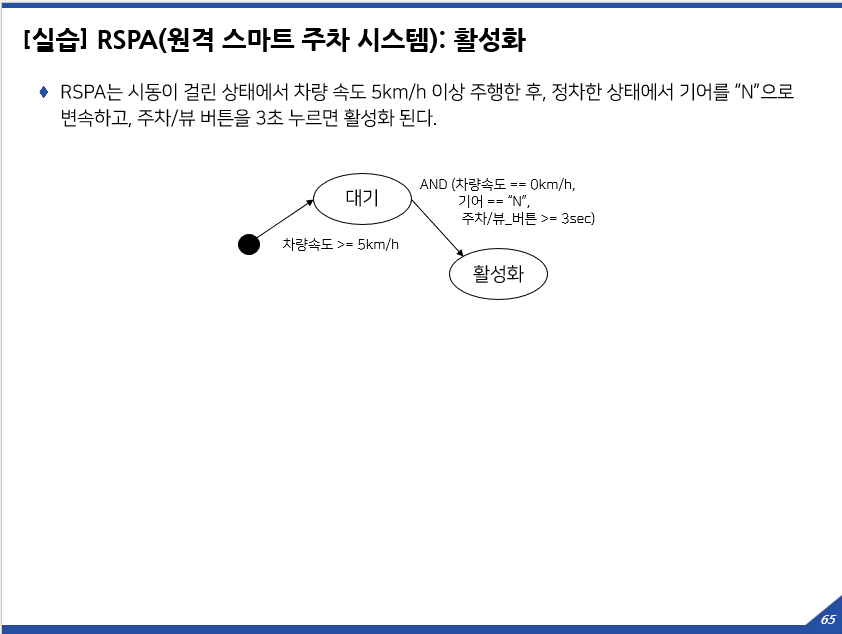 [실습] RSPA(원격 스마트 주차 시스템): 활성화
RSPA는 시동이 걸린 상태에서 차량 속도 5km/h 이상 주행한 후, 정차한 상태에서 기어를 “N”으로
변속하고, 주차/뷰 버튼을 3초 누르면 활성화 된다.
대기
AND (차량속도 == 0km/h,
기어 == “N”,
주차/뷰_버튼 >= 3sec)
차량속도 >= 5km/h
활성화
65